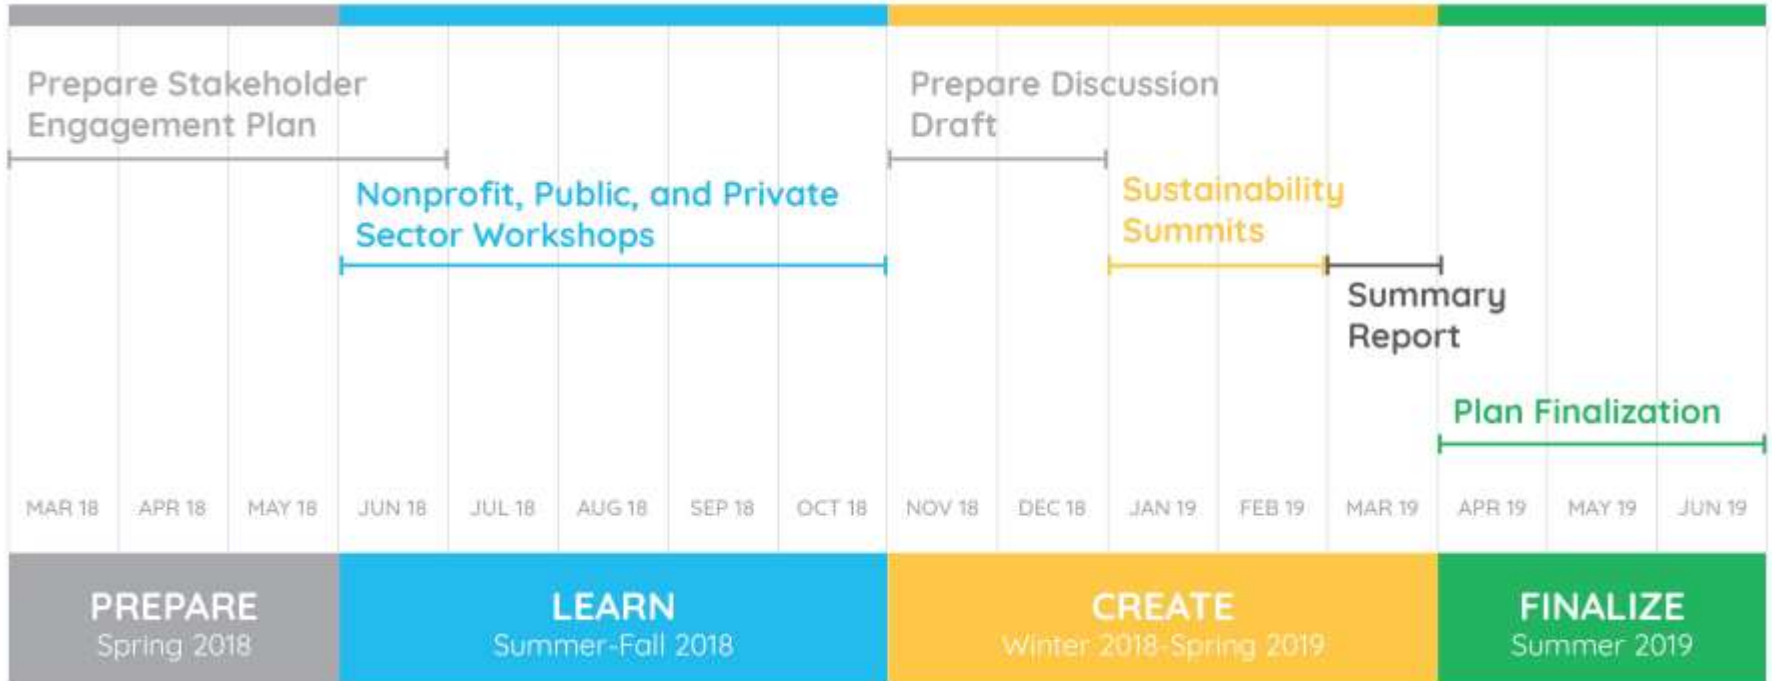 Prepare Stakeholder
Engagement Plan
Nonprofit, Public, and Private
Sector Workshops
Prepare Discussion
Draft
Sustainability
Summits
Summary
Report
Plan Finalization
MAR 18 APR 18 MAY 18 JUN 18 JUL 18 AUG 18 SEP 18 OCT 18 NOV 18 DEC 18 JAN 19 FEB 19 MAR 19 APR 19 MAY 19 JUN 19
PREPARE
Spring 2018
LEARN
Summer-Fall 2018
CREATE
Winter 2018-Spring 2019
FINALIZE
Summer 2019